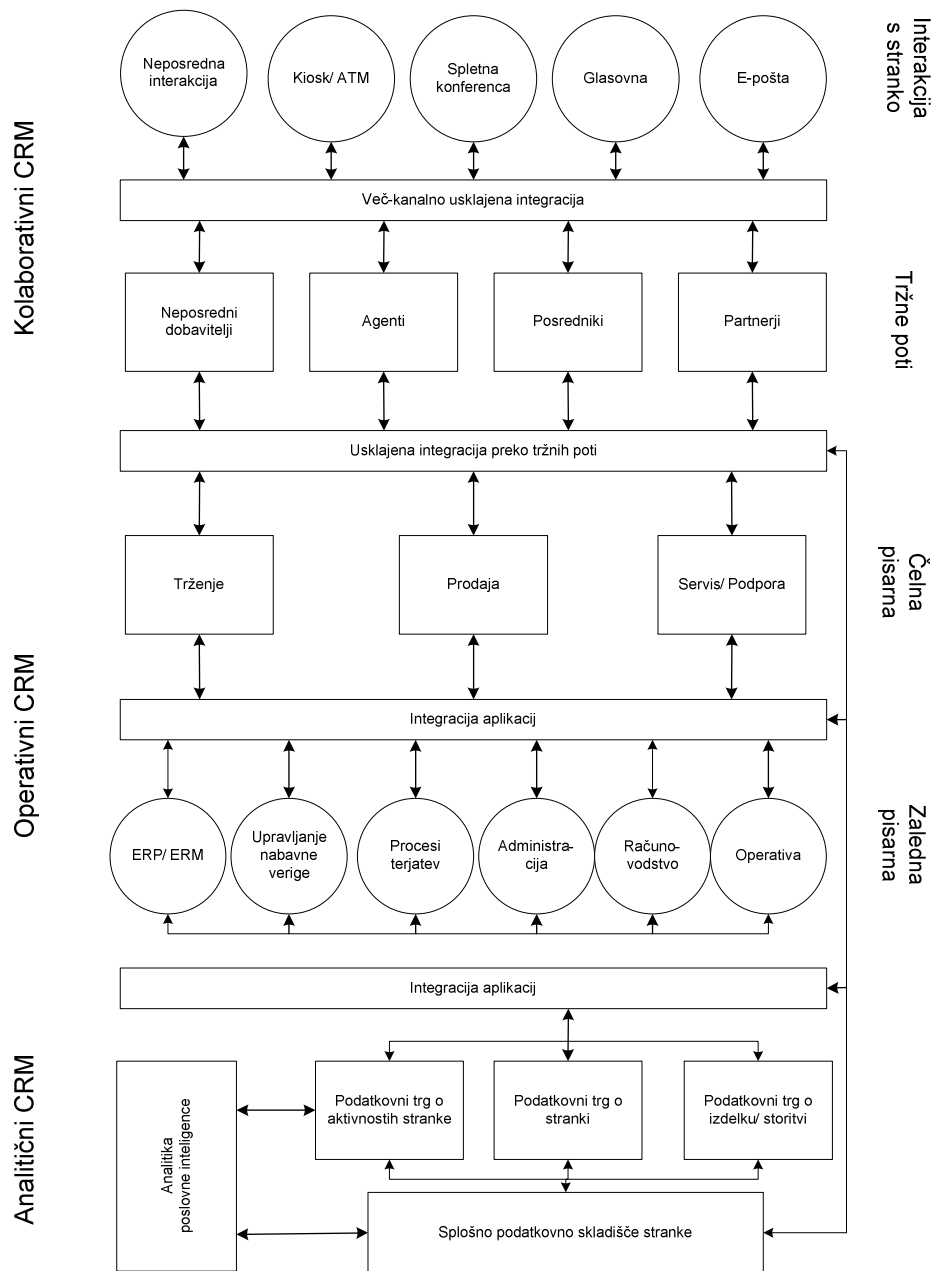 Interakcija
s stranko
Neposredna
interakcija
Kiosk/ ATM
Spletna
konferenca
Glasovna
E-pošta
Kolaborativni CRM
Več-kanalno usklajena integracija
Neposredni
dobavitelji
Agenti
Posredniki
Partnerji
Tržne poti
Usklajena integracija preko tržnih poti
Trženje
Prodaja
Servis/ Podpora
Čelna
pisarna
Operativni CRM
Integracija aplikacij
ERP/ ERM
Upravljanje
nabavne
verige
Procesi
terjatev
Administra-
cija
Računo-
vodstvo
Operativa
Zaledna
pisarna
Integracija aplikacij
Analitični CRM
Analitika
poslovne inteligence
Podatkovni trg o
aktivnostih stranke
Podatkovni trg o
stranki
Podatkovni trg o
izdelku/ storitvi
Splošno podatkovno skladišče stranke